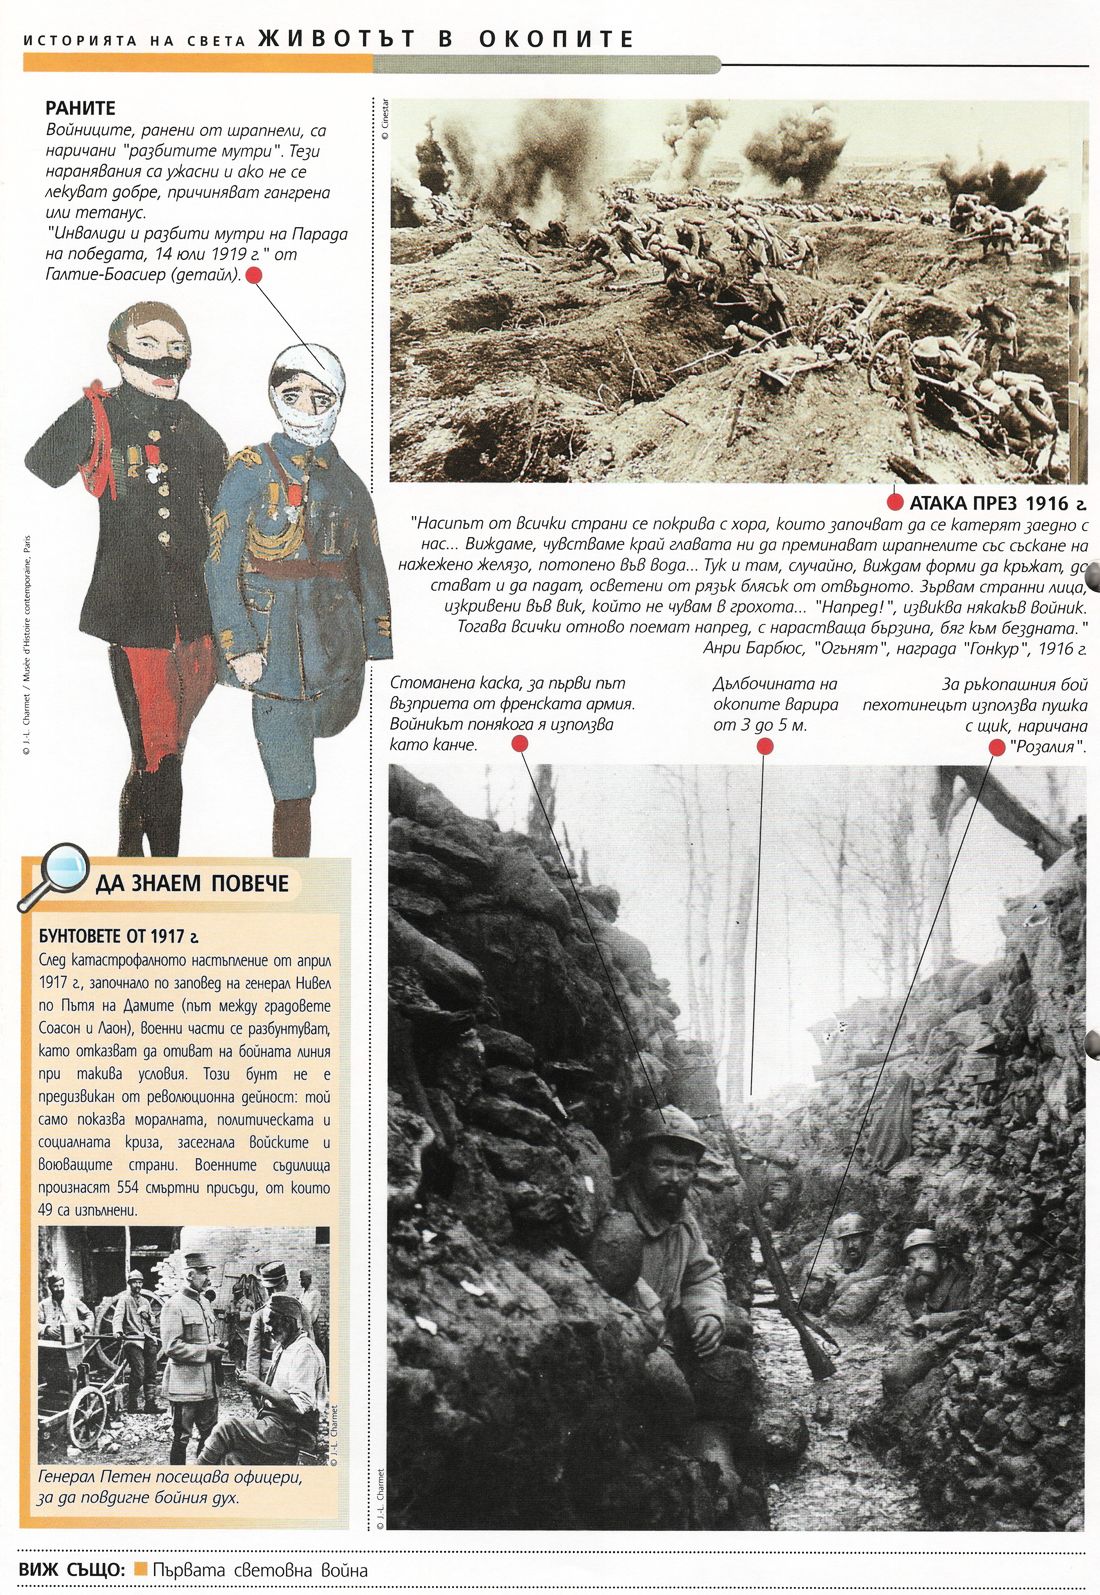 ИСТОРИЯТА НА СВЕТА ЖИВОТЪТ В ОКОПИТЕ
РАНИТЕ
Войниците, ранени от шрапнели, са
наричани "разбитите мутри". Тези
наранявания са ужасни и ако не се
лекуват добре, причиняват гангрена
или тетанус.
"Инвалиди и разбити мутри на Парада
на победата, 14 юли 1919 г." от
Галтие-Боасиер (детайл).
© J.-L. Charmet / Musée d'Histoire contemporaine, Paris
© Cinestar
АТАКА ПРЕЗ 1916 г.
"Насипът от всички страни се покрива с хора, които започват да се катерят заедно с
нас... Виждаме, чувстваме край главата ни да преминават шрапнелите със съскане на
нажежено желязо, потопено във вода... Тук и там, случайно, виждам форми да кръжат, да
стават и да падат, осветени от рязък блясък от отвъдното. Зървам странни лица,
изкривени във вик, който не чувам в грохота... "Напред!", извиква някакъв войник.
Тогава всички отново поемат напред, с нарастваща бързина, бяг към бездната."
Анри Барбюс, "Огънят", награда "Гонкур", 1916 г.
Стоманена каска, за първи път
възприета от френската армия.
Войникът понякога я използва
като канче.
Дълбочината на
окопите варира
от 3 до 5 м.
За ръкопашния бой
пехотинецът използва пушка
с щик, наричана
"Розалия".
© J.-L. Charmet
ДА ЗНАЕМ ПОВЕЧЕ
БУНТОВЕТЕ ОТ 1917 г.
След катастрофалното настъпление от април
1917 г., започнало по заповед на генерал Нивел
по Пътя на Дамите (път между градовете
Соасон и Лаон), военни части се разбунтуват,
като отказват да отиват на бойната линия
при такива условия. Този бунт не е
предизвикан от революционна дейност: той
само показва моралната, политическата и
социалната криза, засегнала войските и
воюващите страни. Военните съдилища
произнасят 554 смъртни присъди, от които
49 са изпълнени.
© J.-L. Charmet
Генерал Петен посещава офицери,
за да повдигне бойния дух.
ВИЖ СЪЩО: Първата световна война